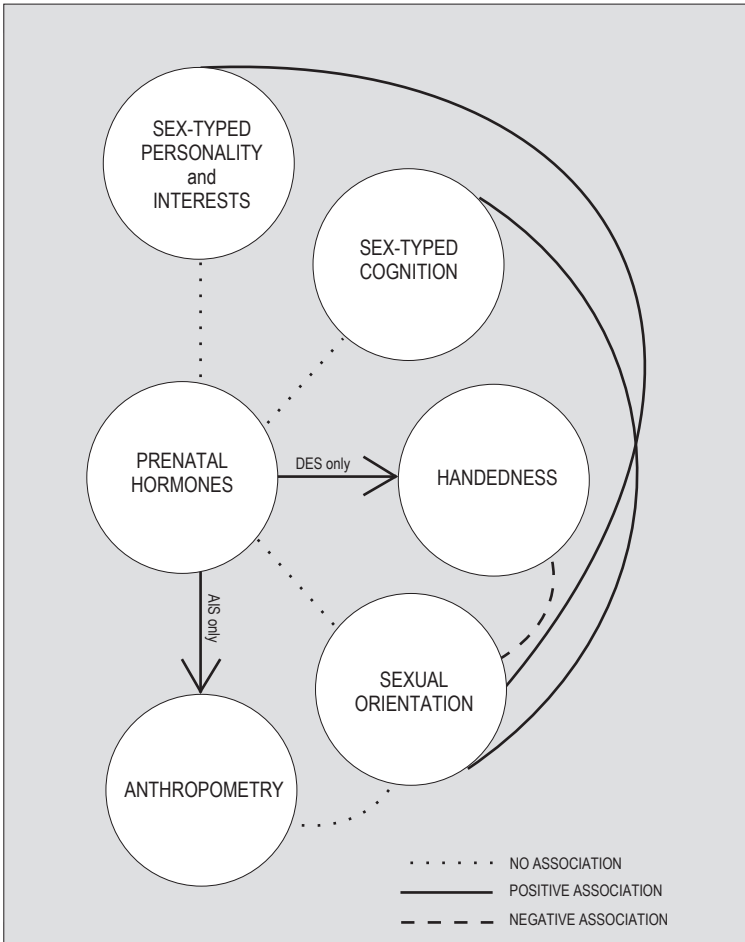 SEX-TYPED
PERSONALITY
and
INTERESTS
SEX-TYPED
COGNITION
PRENATAL
HORMONES
DES only
HANDEDNESS
AIS only
SEXUAL
ORIENTATION
ANTHROPOMETRY
NO ASSOCIATION
POSITIVE ASSOCIATION
NEGATIVE ASSOCIATION